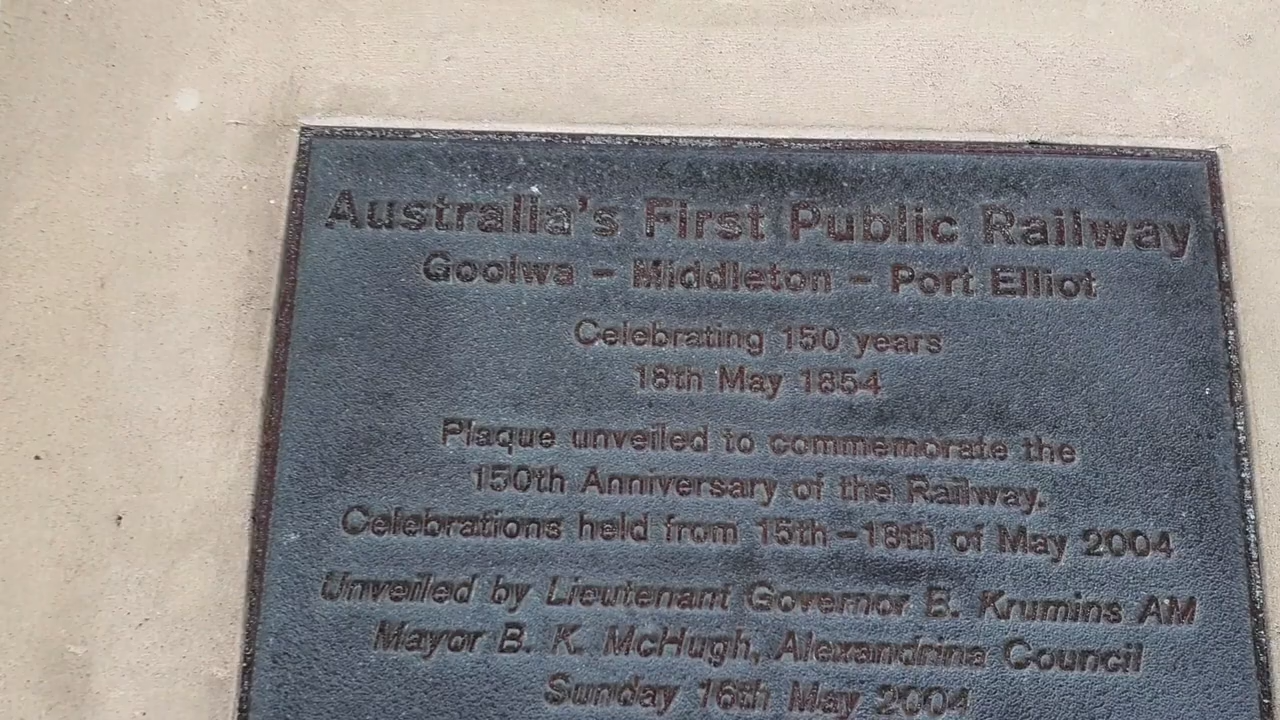 Australia's First Public Railway
Goolwa – Middleton – Port Elliot
Celebrating 150 years
18th May 1854
Plaque unveiled to commemorate the
150th Anniversary of the Railway.
Celebrations held from 15th – 18th of May 2004
Unveiled by Lieutenant Governor B. Krumins AM
Mayor B. K. McHugh, Alexandrina Council
Sunday 16th May 2004